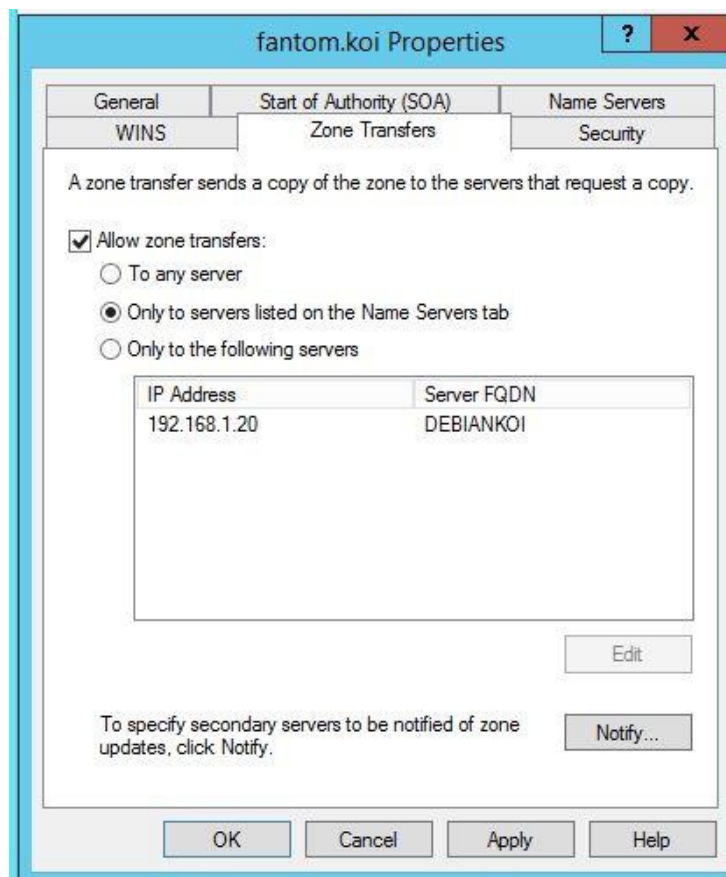 fantom.koi Properties
? x
General Start of Authority (SOA) Name Servers
WINS Zone Transfers Security
A zone transfer sends a copy of the zone to the servers that request a copy.
Allow zone transfers:
To any server
Only to servers listed on the Name Servers tab
Only to the following servers
IP Address Server FQDN
192.168.1.20 DEBIANKOI
Edit
To specify secondary servers to be notified of zone
updates, click Notify.
Notify...
OK Cancel Apply Help